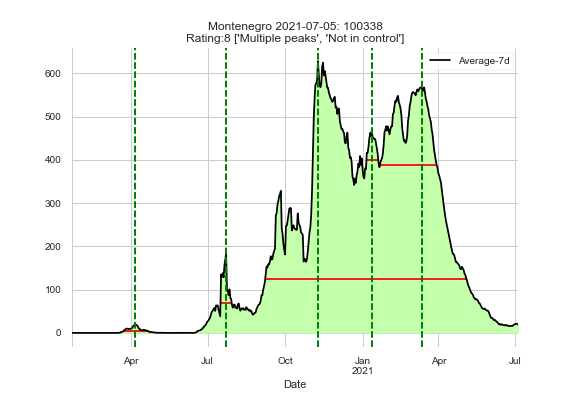 Montenegro 2021-07-05: 100338
Rating:8 ['Multiple peaks', 'Not in control']
Average-7d
600
500
400
300
200
100
0
Apr
Jul
Oct
Jan
2021
Apr
Jul
Date